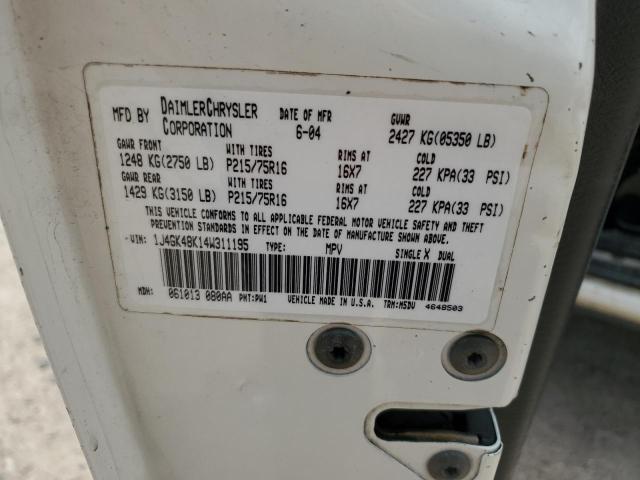 MFD BY DAIMLERCHRYSLER CORPORATION DATE OF MFR 6-04 GVWR 2427 KG(05350 LB)
GAWR FRONT WITH TIRES RIMS AT COLD
1248 KG(2750 LB) P215/75R16 16X7 227 KPA(33 PSI)
GAWR REAR WITH TIRES RIMS AT COLD
1429 KG(3150 LB) P215/75R16 16X7 227 KPA(33 PSI)
THIS VEHICLE CONFORMS TO ALL APPLICABLE FEDERAL MOTOR VEHICLE SAFETY AND THEFT
PREVENTION STANDARDS IN EFFECT ON THE DATE OF MANUFACTURE SHOWN ABOVE.
VIN: 1J4GK48K14W311195 TYPE: MPV SINGLE X DUAL
MDH: 061013 080AA PNT:PW1 VEHICLE MADE IN U.S.A. TRM:M5DV 4648503